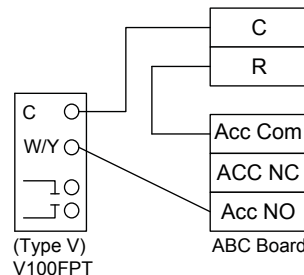 C
R
C
W/Y
Acc Com
ACC NC
Acc NO
(Type V)
V100FPT
ABC Board